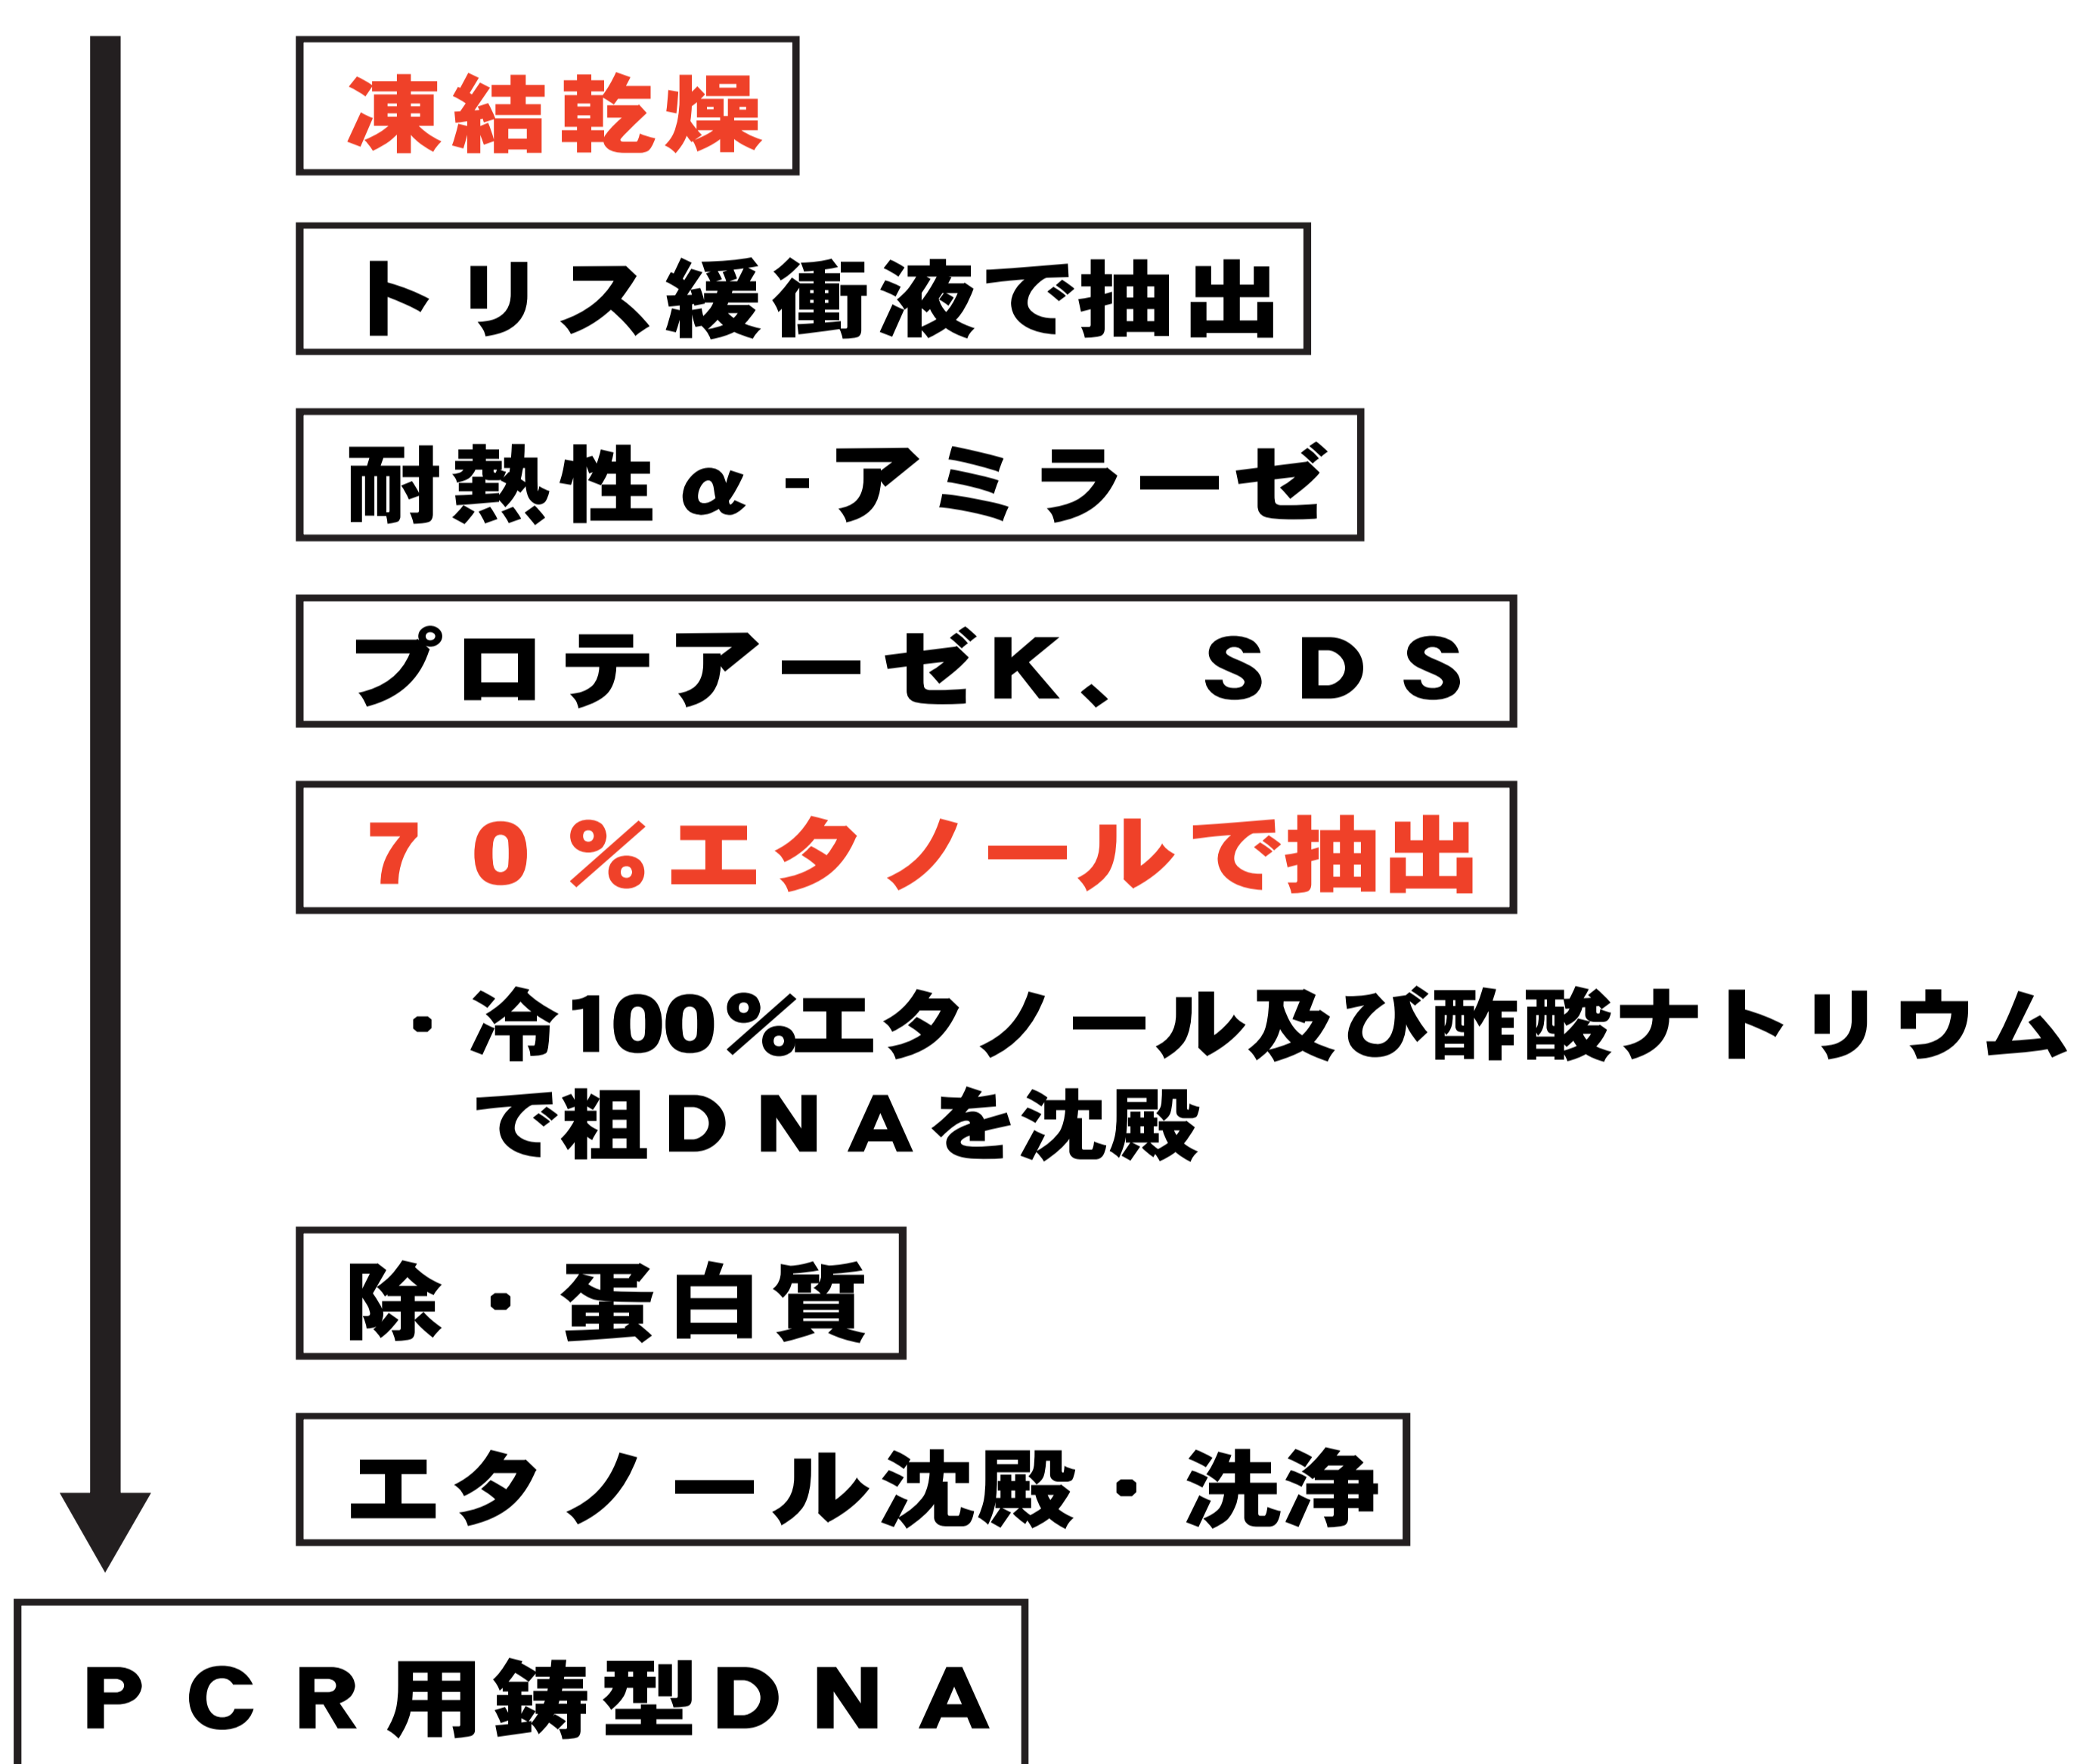 凍結乾燥
トリス緩衝液で抽出
耐熱性α-アミラーゼ
プロテアーゼK、SDS
70%エタノールで抽出
・冷100%エタノール及び酢酸ナトリウム
で粗DNAを沈殿
除・蛋白質
エタノール沈殿・洗浄
PCR用鋳型DNA